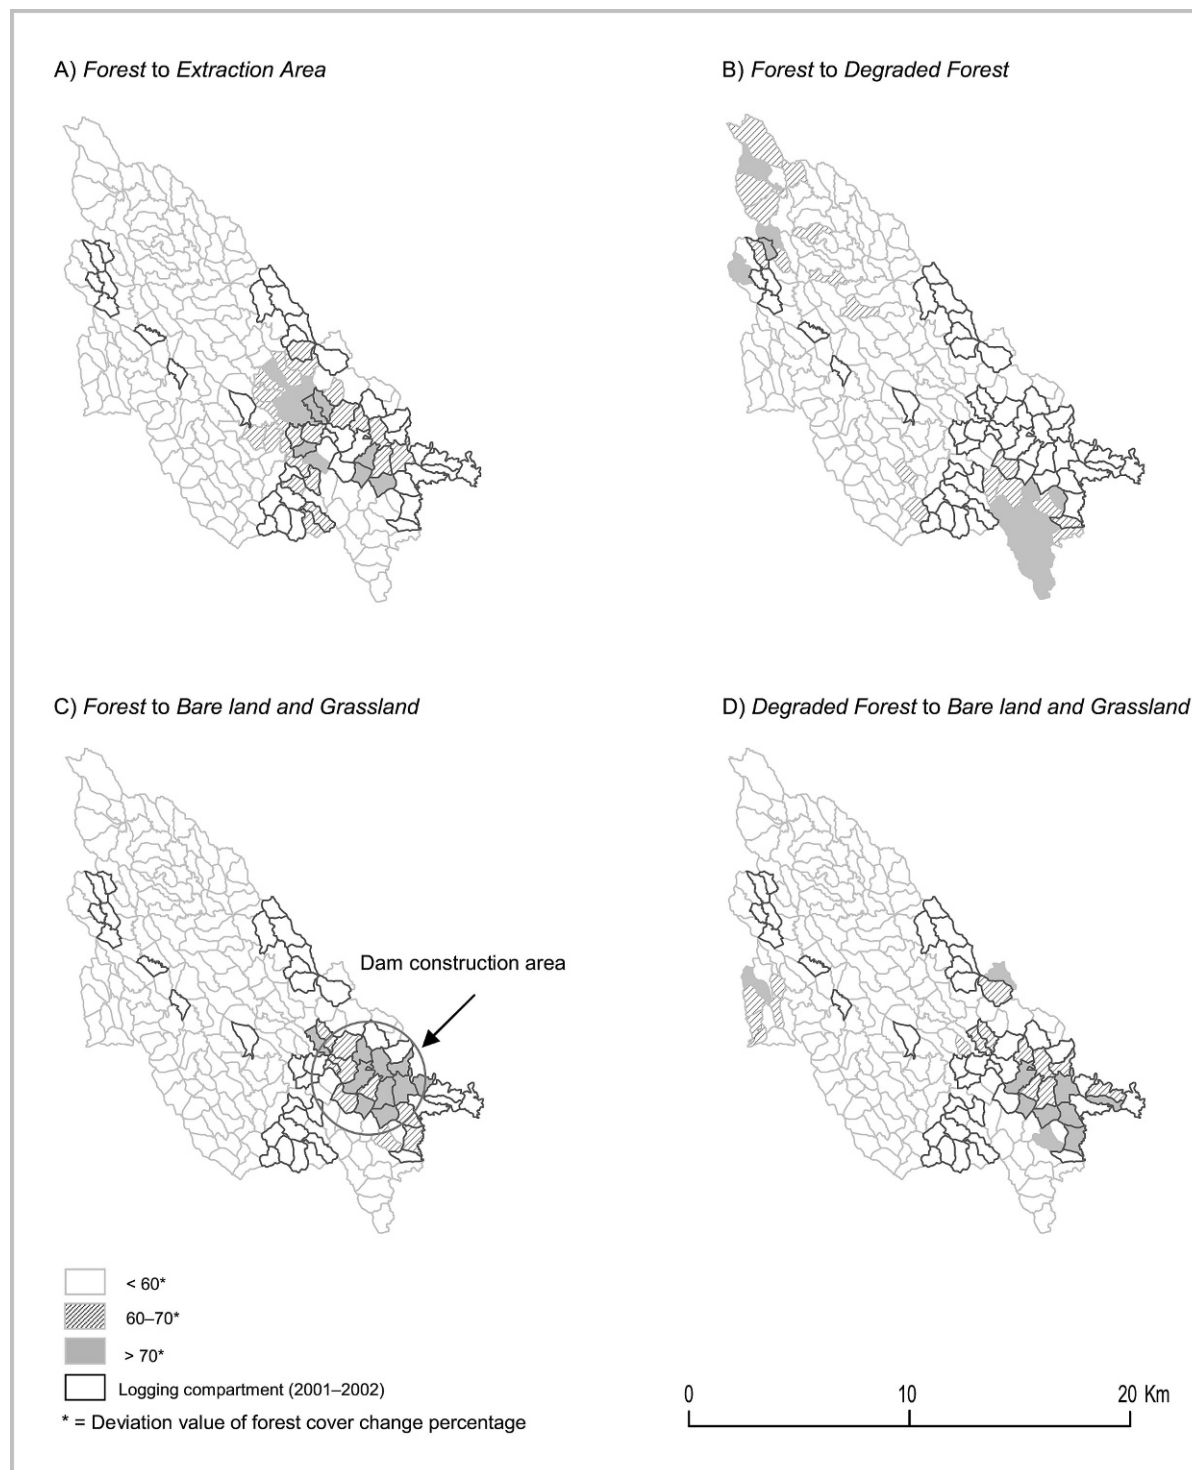 A) Forest to Extraction Area
B) Forest to Degraded Forest
C) Forest to Bare land and Grassland
D) Degraded Forest to Bare land and Grassland
Dam construction area
< 60*
60–70*
> 70*
Logging compartment (2001–2002)
* = Deviation value of forest cover change percentage
0 10 20 Km